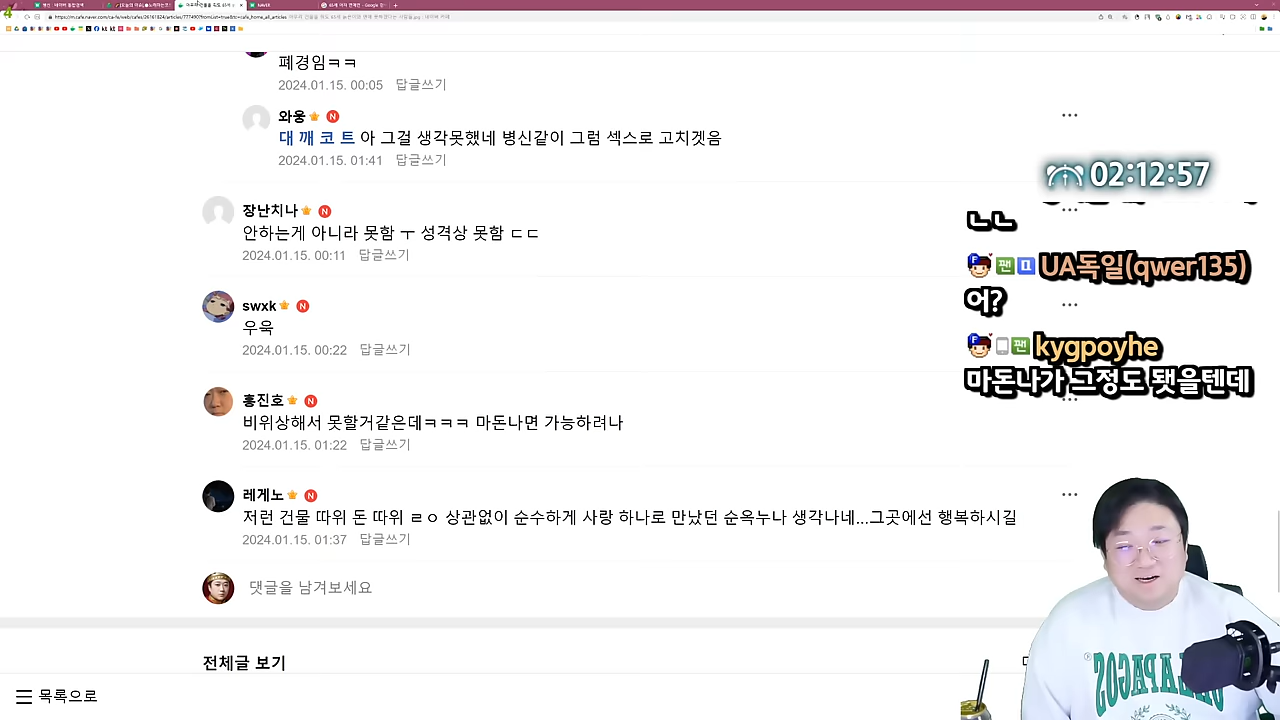 폐경임ㅋㅋ
2024.01.15. 00:05 답글쓰기
와웅 N
대 깨 코 트 아 그걸 생각못했네 병신같이 그럼 섹스로 고치겟음
2024.01.15. 01:41 답글쓰기
장난치나 N
안하는게 아니라 못함 ㅜ 성격상 못함 ㄷㄷ
2024.01.15. 00:11 답글쓰기
swxk N
우욱
2024.01.15. 00:22 답글쓰기
홍진호 N
비위상해서 못할거같은데ㅋㅋㅋ 마돈나면 가능하려나
2024.01.15. 01:22 답글쓰기
레게노 N
저런 건물 따위 돈 따위 ㄹㅇ 상관없이 순수하게 사랑 하나로 만났던 순옥누나 생각나네...그곳에선 행복하시길
2024.01.15. 01:37 답글쓰기
댓글을 남겨보세요
전체글 보기
목록으로
02:12:57
ㄴㄴ
F 팬 UA독일(qwer135)
어?
F 팬 kygpoyhe
마돈나가 그정도 됏을텐데
GALAPAGOS